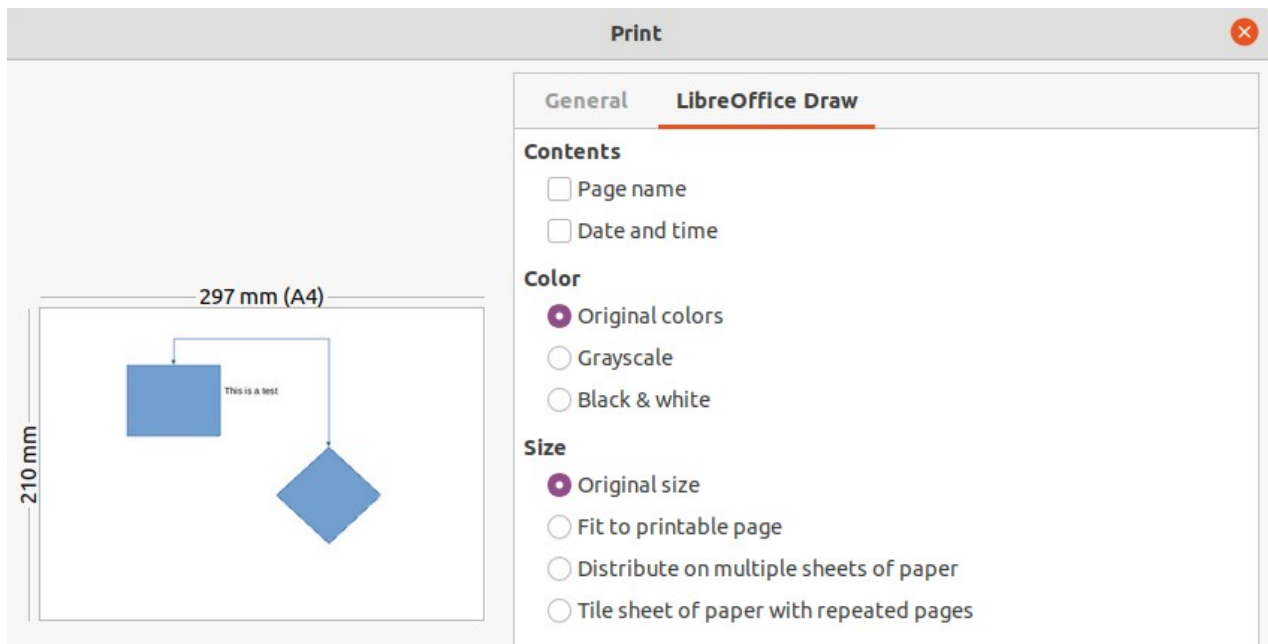 Print
General LibreOffice Draw
Contents
Page name
Date and time
Color
Original colors
Grayscale
Black & white
Size
Original size
Fit to printable page
Distribute on multiple sheets of paper
Tile sheet of paper with repeated pages
297 mm (A4)
210 mm
This is a test